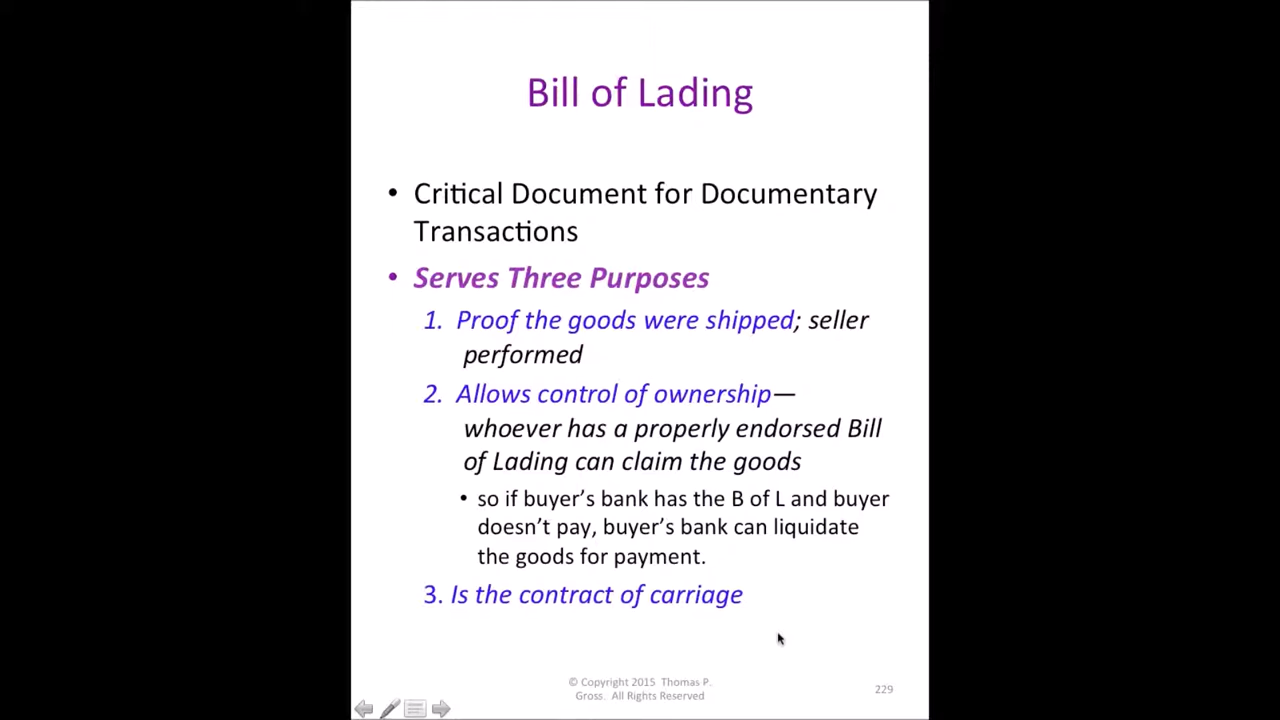 Bill of Lading
• Critical Document for Documentary
Transactions
• Serves Three Purposes
1. Proof the goods were shipped; seller
performed
2. Allows control of ownership—
whoever has a properly endorsed Bill
of Lading can claim the goods
• so if buyer's bank has the B of L and buyer
doesn't pay, buyer's bank can liquidate
the goods for payment.
3. Is the contract of carriage
© Copyright 2015 Thomas P.
Gross. All Rights Reserved
229